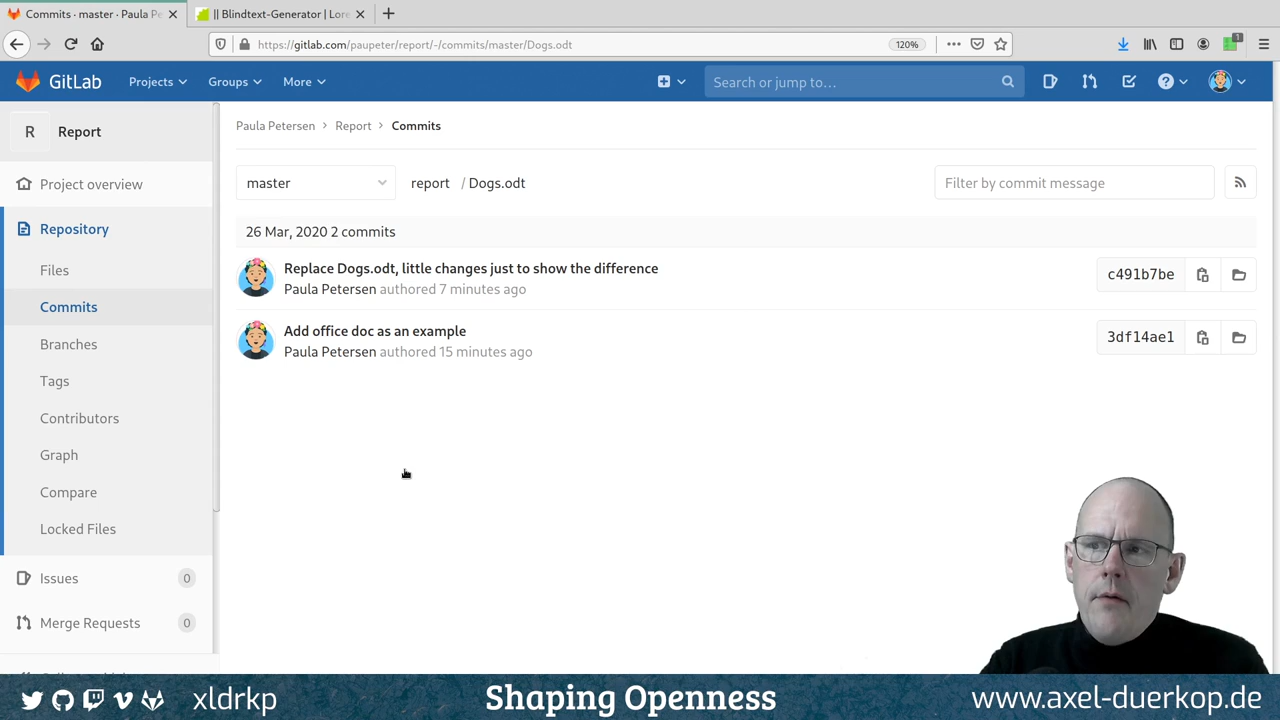 Commits · master · Paula Pe
|| Blindtext-Generator | Lore
https://gitlab.com/paupeter/report/-/commits/master/Dogs.odt
120%
1
GitLab
Projects
Groups
More
Search or jump to…
R
Report
Project overview
Repository
Files
Commits
Branches
Tags
Contributors
Graph
Compare
Locked Files
Issues
0
Merge Requests
0
Paula Petersen > Report > Commits
master
report / Dogs.odt
Filter by commit message
26 Mar, 2020 2 commits
Replace Dogs.odt, little changes just to show the difference
Paula Petersen authored 7 minutes ago
c491b7be
Add office doc as an example
Paula Petersen authored 15 minutes ago
3df14ae1
xldrkp
Shaping Openness
www.axel-duerkop.de